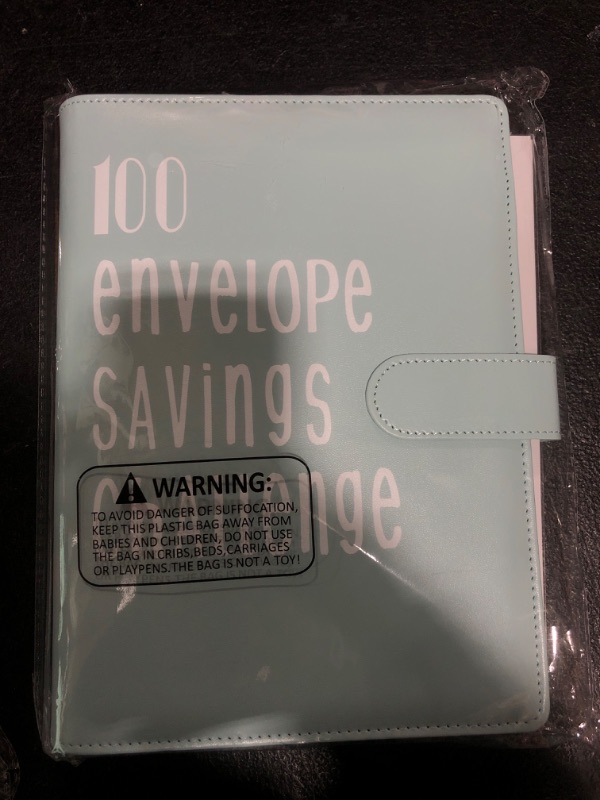 100
envelope
SAVings
challenge
WARNING:
TO AVOID DANGER OF SUFFOCATION,
KEEP THIS PLASTIC BAG AWAY FROM
BABIES AND CHILDREN, DO NOT USE
THE BAG IN CRIBS,BEDS,CARRIAGES
OR PLAYPENS.THE BAG IS NOT A TOY!